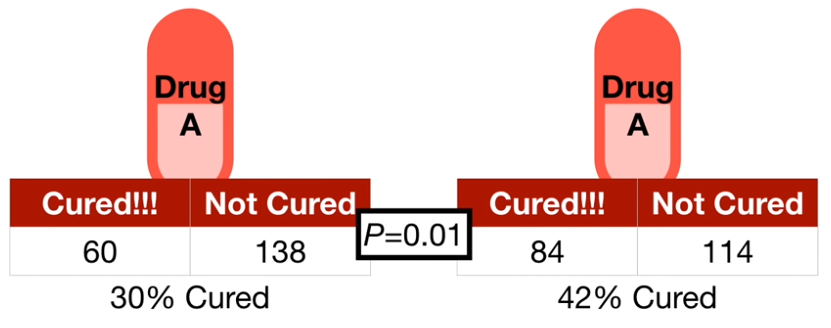 Drug
A
Drug
A
Cured!!! Not Cured
60 138
30% Cured
P=0.01
Cured!!! Not Cured
84 114
42% Cured